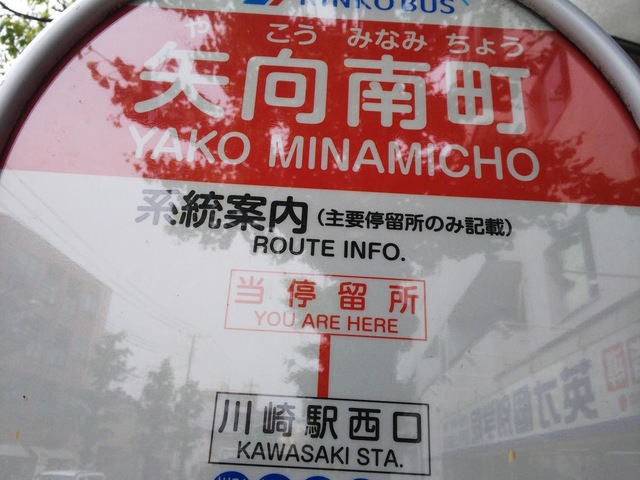 RINKO BUS
や こう みなみ ちょう
矢向南町
YAKO MINAMICHO
系統案内(主要停留所のみ記載)
ROUTE INFO.
当停留所
YOU ARE HERE
川崎駅西口
KAWASAKI STA.